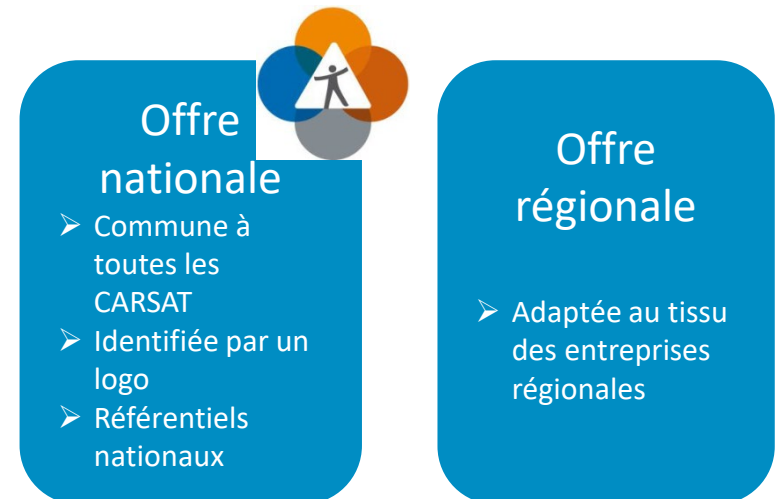 Offre
nationale
➢ Commune à
toutes les
CARSAT
➢ Identifiée par un
logo
➢ Référentiels
nationaux
Offre
régionale
➢ Adaptée au tissu
des entreprises
régionales